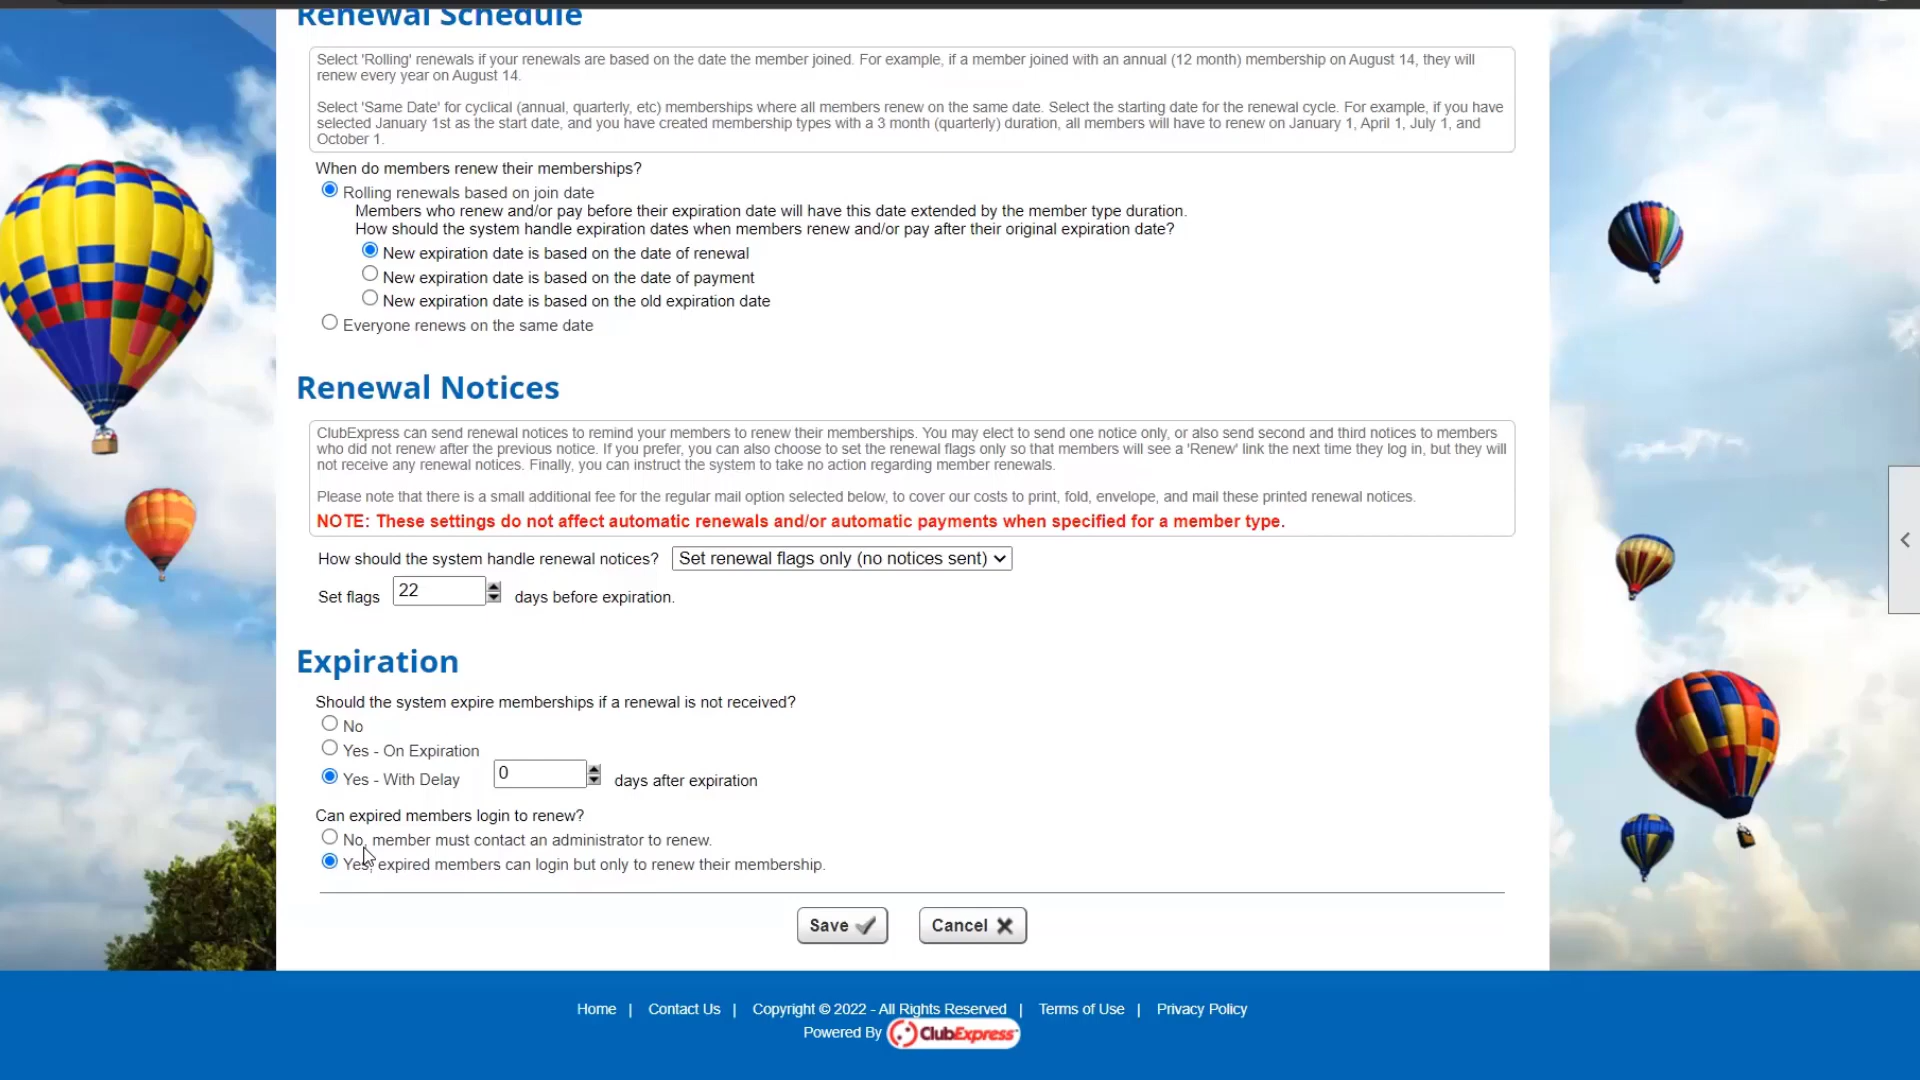 Renewal Schedule
Select 'Rolling' renewals if your renewals are based on the date the member joined. For example, if a member joined with an annual (12 month) membership on August 14, they will
renew every year on August 14.
Select 'Same Date' for cyclical (annual, quarterly, etc) memberships where all members renew on the same date. Select the starting date for the renewal cycle. For example, if you have
selected January 1st as the start date, and you have created membership types with a 3 month (quarterly) duration, all members will have to renew on January 1, April 1, July 1, and
October 1.
When do members renew their memberships?
Rolling renewals based on join date
Members who renew and/or pay before their expiration date will have this date extended by the member type duration.
How should the system handle expiration dates when members renew and/or pay after their original expiration date?
New expiration date is based on the date of renewal
New expiration date is based on the date of payment
New expiration date is based on the old expiration date
Everyone renews on the same date
Renewal Notices
ClubExpress can send renewal notices to remind your members to renew their memberships. You may elect to send one notice only, or also send second and third notices to members
who did not renew after the previous notice. If you prefer, you can also choose to set the renewal flags only so that members will see a 'Renew' link the next time they log in, but they will
not receive any renewal notices. Finally, you can instruct the system to take no action regarding member renewals.
Please note that there is a small additional fee for the regular mail option selected below, to cover our costs to print, fold, envelope, and mail these printed renewal notices.
NOTE: These settings do not affect automatic renewals and/or automatic payments when specified for a member type.
How should the system handle renewal notices? Set renewal flags only (no notices sent)
Set flags 22 days before expiration.
Expiration
Should the system expire memberships if a renewal is not received?
No
Yes - On Expiration
Yes - With Delay 0 days after expiration
Can expired members login to renew?
No, member must contact an administrator to renew.
Yes, expired members can login but only to renew their membership.
Save Cancel
Home | Contact Us | Copyright © 2022 - All Rights Reserved | Terms of Use | Privacy Policy
Powered By ClubExpress